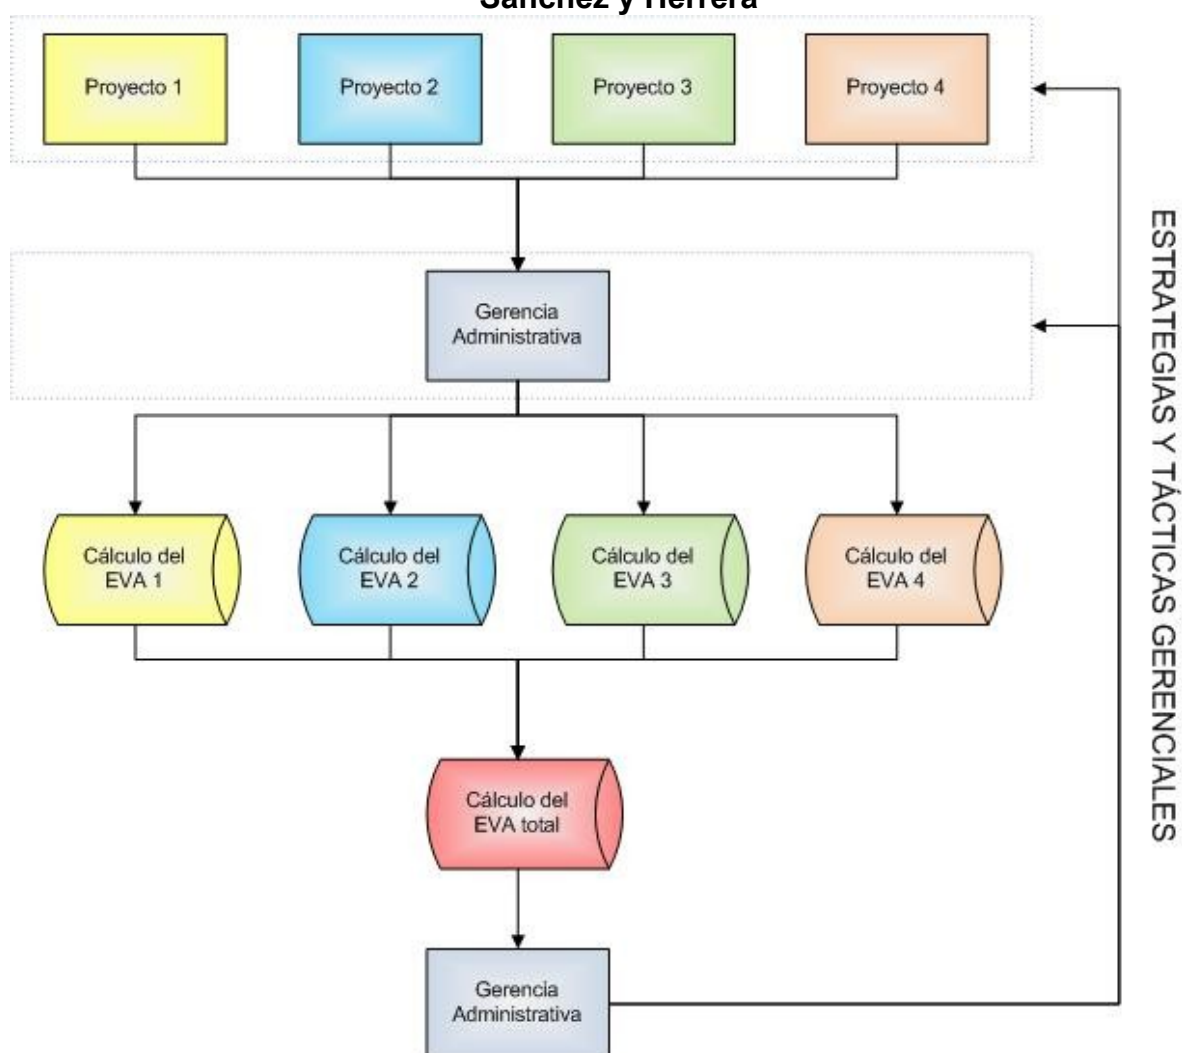 Sánchez y Herrera
Proyecto 1
Proyecto 2
Proyecto 3
Proyecto 4
Gerencia
Administrativa
Cálculo del
EVA 1
Cálculo del
EVA 2
Cálculo del
EVA 3
Cálculo del
EVA 4
Cálculo del
EVA total
Gerencia
Administrativa
ESTRATEGIAS Y TÁCTICAS GERENCIALES